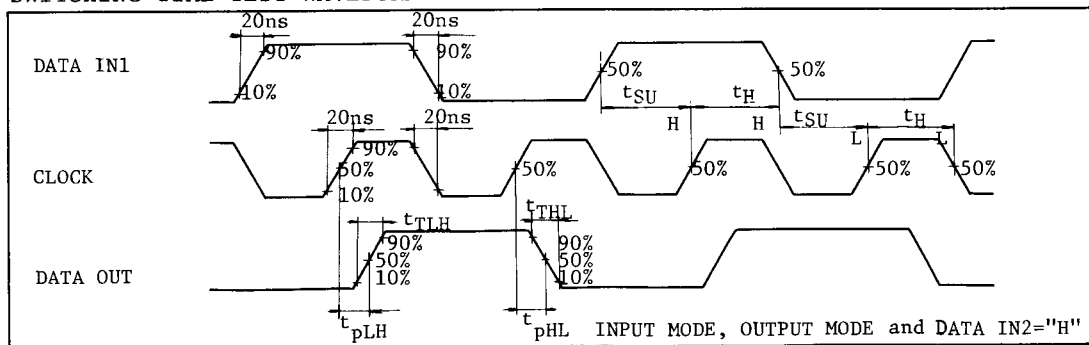 20ns 20ns
DATA IN1 90% 90% 50% 50%
10% 10% tSU tH
tSU tH
20ns 20ns H H
L L
90%
CLOCK 50% 50% 50% 50% 50%
10%
tTLH tTHL
90% 90%
DATA OUT 50% 50%
10% 10%
tpLH tpHL INPUT MODE, OUTPUT MODE and DATA IN2="H"